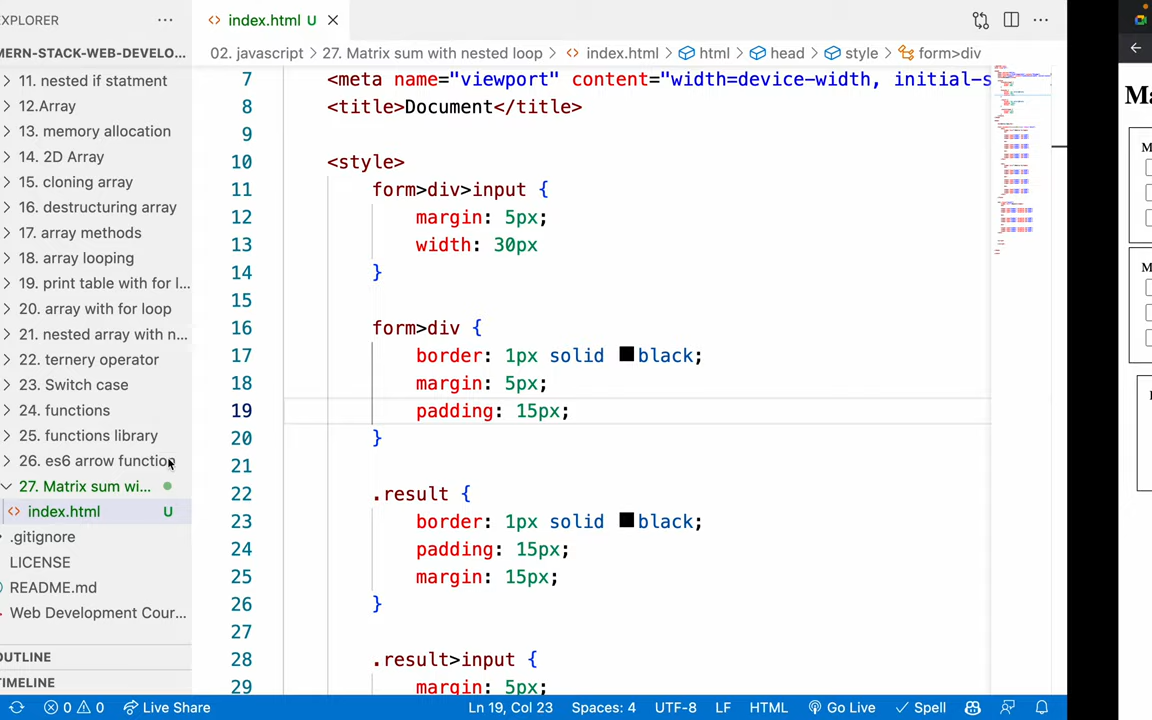 EXPLORER
MERN-STACK-WEB-DEVELO...
11. nested if statment
12.Array
13. memory allocation
14. 2D Array
15. cloning array
16. destructuring array
17. array methods
18. array looping
19. print table with for l...
20. array with for loop
21. nested array with n...
22. ternery operator
23. Switch case
24. functions
25. functions library
26. es6 arrow function
27. Matrix sum wi...
index.html U
.gitignore
LICENSE
README.md
Web Development Cour...
OUTLINE
TIMELINE
index.html U
02. javascript > 27. Matrix sum with nested loop > index.html > html > head > style > form>div
7 <meta name="viewport" content="width=device-width, initial-s
8 <title>Document</title>
9
10 <style>
11 form>div>input {
12 margin: 5px;
13 width: 30px
14 }
15
16 form>div {
17 border: 1px solid black;
18 margin: 5px;
19 padding: 15px;
20 }
21
22 .result {
23 border: 1px solid black;
24 padding: 15px;
25 margin: 15px;
26 }
27
28 .result>input {
29 margin: 5px;
0 0 Live Share Ln 19, Col 23 Spaces: 4 UTF-8 LF HTML Go Live Spell
Ma
M
M